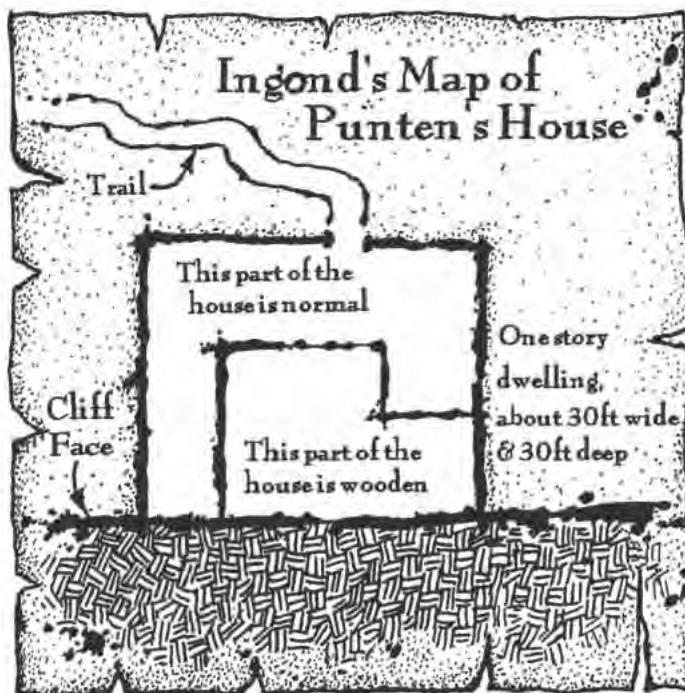 Ingond's Map of
Punten's House
Trail
This part of the
house is normal
One story
dwelling,
about 30ft wide
& 30ft deep
Cliff
Face
This part of the
house is wooden